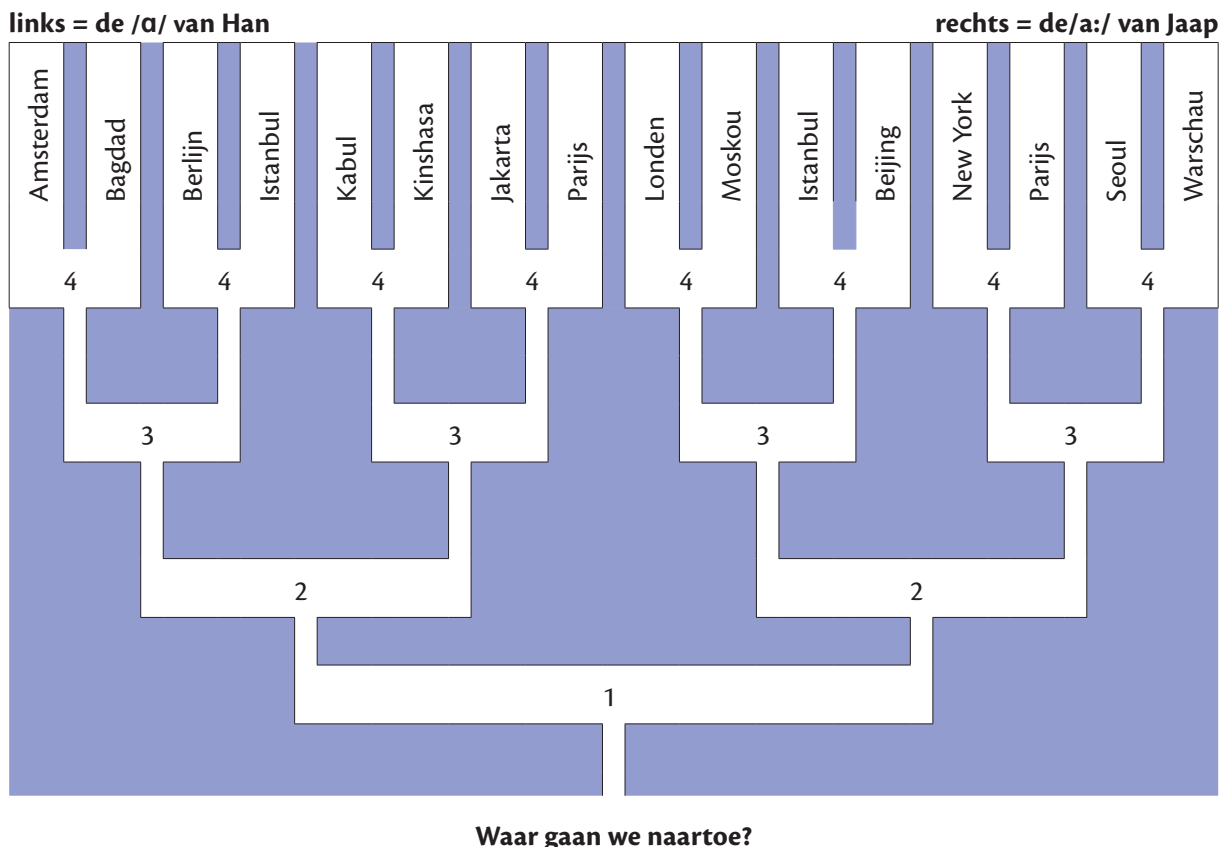 links = de /ɑ/ van Han
rechts = de/a:/ van Jaap
Amsterdam
Bagdad
Berlijn
Istanbul
Kabul
Kinshasa
Jakarta
Parijs
Londen
Moskou
Istanbul
Beijing
New York
Parijs
Seoul
Warschau
4 4 4 4 4 4 4 4
3 3 3 3
2 2
1
Waar gaan we naartoe?